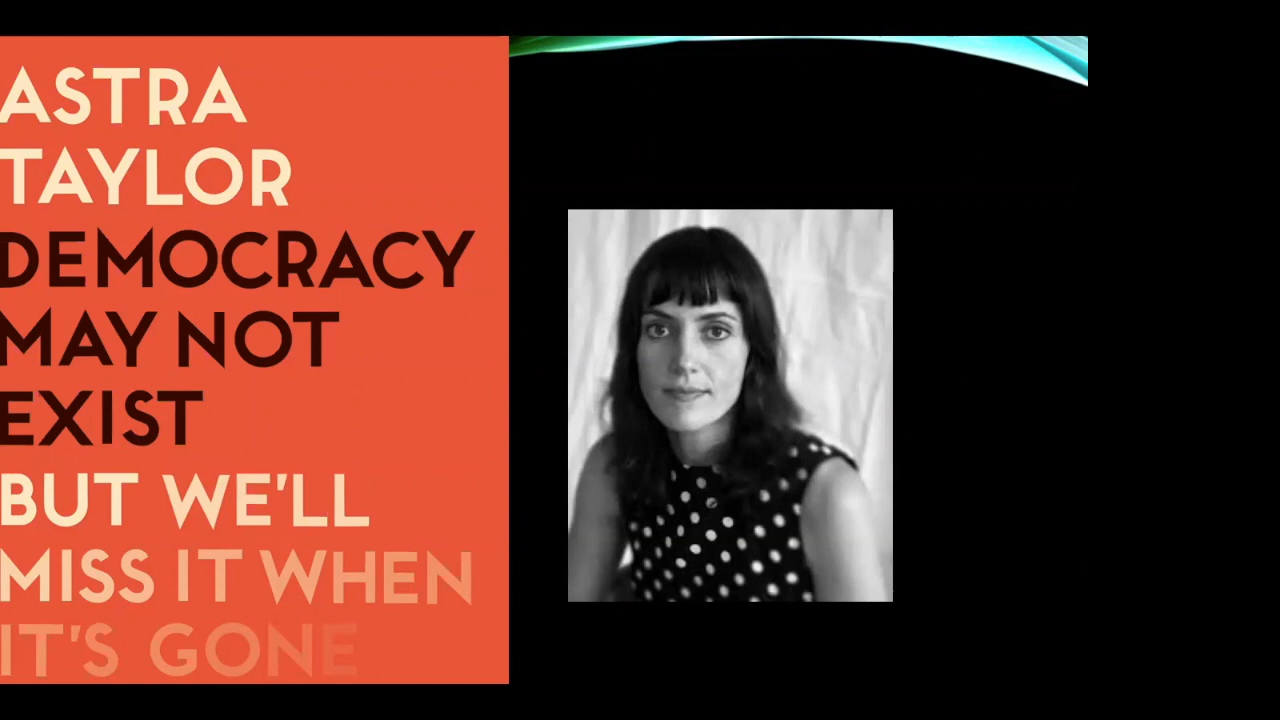 ASTRA
TAYLOR
DEMOCRACY
MAY NOT
EXIST
BUT WE'LL
MISS IT WHEN
IT'S GONE